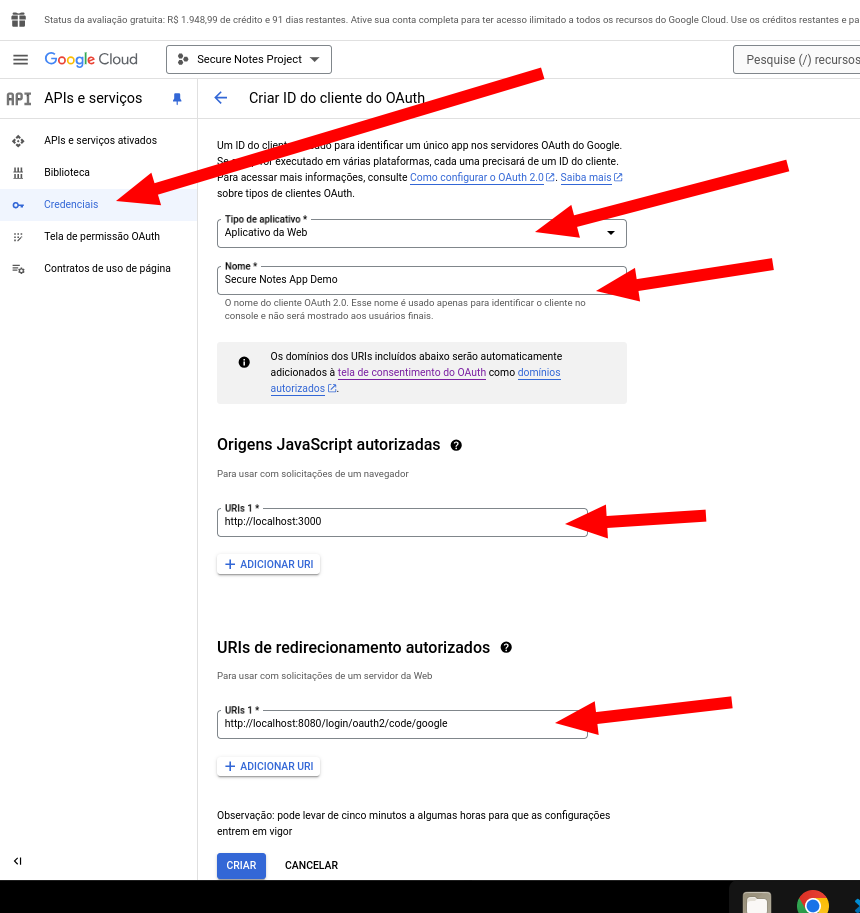 Status da avaliação gratuita: R$ 1.948,99 de crédito e 91 dias restantes. Ative sua conta completa para ter acesso ilimitado a todos os recursos do Google Cloud. Use os créditos restantes e pa
Google Cloud
Secure Notes Project
Pesquise (/) recursos
API APIs e serviços
Criar ID do cliente do OAuth
APIs e serviços ativados
Biblioteca
Credenciais
Tela de permissão OAuth
Contratos de uso de página
Um ID do para identificar um único app nos servidores OAuth do Google.
Se executado em várias plataformas, cada uma precisará de um ID do cliente.
Para acessar mais informações, consulte Como configurar o OAuth 2.0. Saiba mais
sobre tipos de clientes OAuth.
Tipo de aplicativo *
Aplicativo da Web
Nome *
Secure Notes App Demo
O nome do cliente OAuth 2.0. Esse nome é usado apenas para identificar o cliente no
console e não será mostrado aos usuários finais.
Os domínios dos URIs incluídos abaixo serão automaticamente
adicionados à tela de consentimento do OAuth como domínios
autorizados.
Origens JavaScript autorizadas
Para usar com solicitações de um navegador
URIs 1 *
http://localhost:3000
+ ADICIONAR URI
URIs de redirecionamento autorizados
Para usar com solicitações de um servidor da Web
URIs 1 *
http://localhost:8080/login/oauth2/code/google
+ ADICIONAR URI
Observação: pode levar de cinco minutos a algumas horas para que as configurações
entrem em vigor
CRIAR CANCELAR